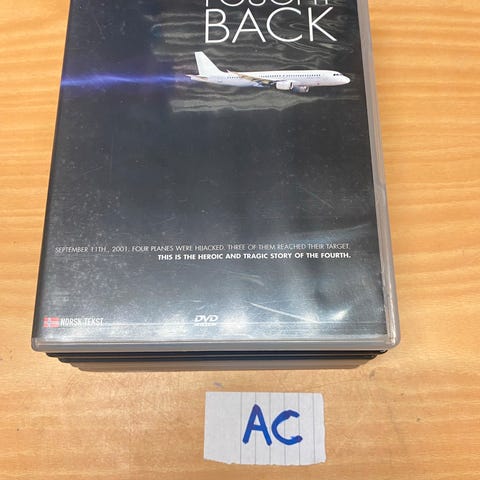 FOUGHT
BACK
SEPTEMBER 11TH., 2001. FOUR PLANES WERE HIJACKED. THREE OF THEM REACHED THEIR TARGET.
THIS IS THE HEROIC AND TRAGIC STORY OF THE FOURTH.
NORSK TEKST
DVD
AC